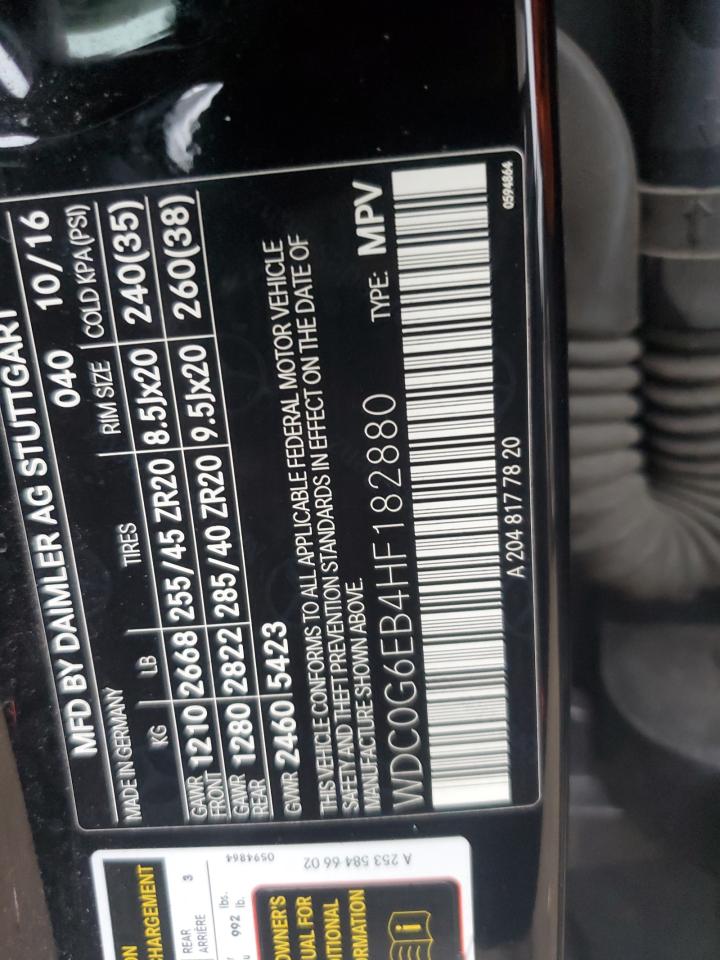 MFD BY DAIMLER AG STUTTGART
040 10/16
MADE IN GERMANY TIRES RIM SIZE COLD KPA(PSI)
KG LB
GAWR FRONT 1210 2668 255/45 ZR20 8.5Jx20 240(35)
GAWR REAR 1280 2822 285/40 ZR20 9.5Jx20 260(38)
GVWR 2460 5423
THIS VEHICLE CONFORMS TO ALL APPLICABLE FEDERAL MOTOR VEHICLE
SAFETY AND THEFT PREVENTION STANDARDS IN EFFECT ON THE DATE OF
MANUFACTURE SHOWN ABOVE.
TYPE: MPV
WDC0G6EB4HF182880
A 204 817 78 20
0594864
A 253 584 66 02
0594864
CHARGEMENT
REAR
ARRIÈRE 3
992 lbs.
lb.
OWNER'S